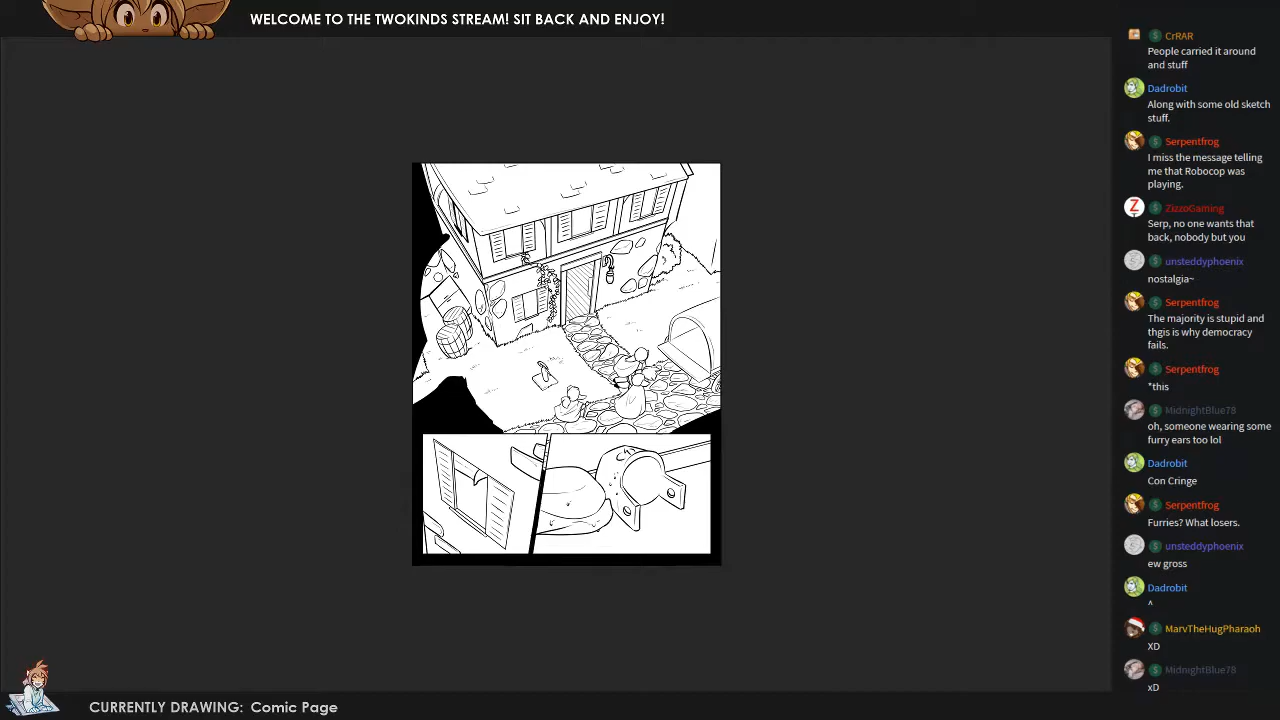 WELCOME TO THE TWOKINDS STREAM! SIT BACK AND ENJOY!
CrRAR
People carried it around
and stuff
Dadrobit
Along with some old sketch
stuff.
Serpentfrog
I miss the message telling
me that Robocop was
playing.
ZizzoGaming
Serp, no one wants that
back, nobody but you
unsteddyphoenix
nostalgia~
Serpentfrog
The majority is stupid and
thgis is why democracy
fails.
Serpentfrog
*this
MidnightBlue78
oh, someone wearing some
furry ears too lol
Dadrobit
Con Cringe
Serpentfrog
Furries? What losers.
unsteddyphoenix
ew gross
Dadrobit
^
MarvTheHugPharaoh
XD
MidnightBlue78
xD
CURRENTLY DRAWING: Comic Page